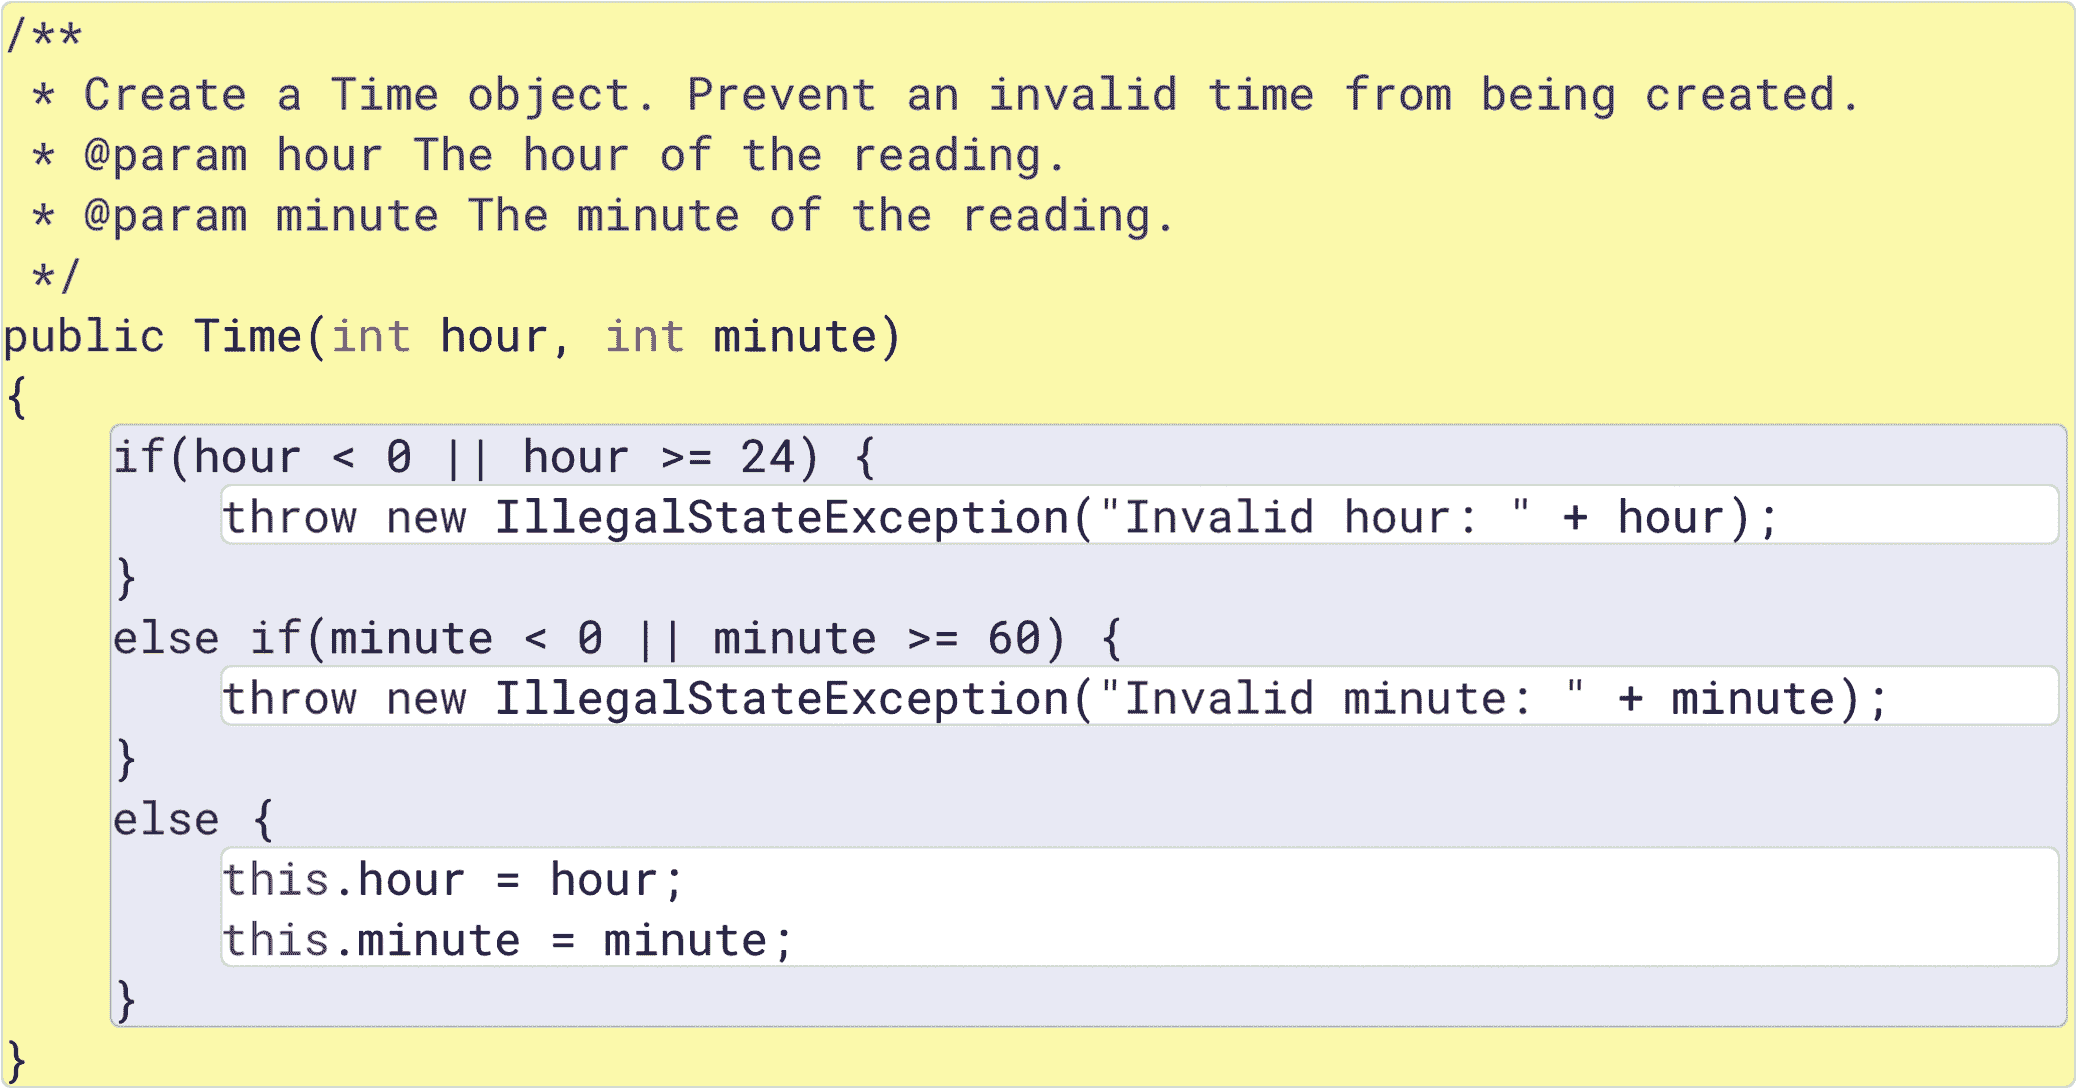 /**
 * Create a Time object. Prevent an invalid time from being created.
 * @param hour The hour of the reading.
 * @param minute The minute of the reading.
 */
public Time(int hour, int minute)
{
    if(hour < 0 || hour >= 24) {
        throw new IllegalStateException("Invalid hour: " + hour);
    }
    else if(minute < 0 || minute >= 60) {
        throw new IllegalStateException("Invalid minute: " + minute);
    }
    else {
        this.hour = hour;
        this.minute = minute;
    }
}